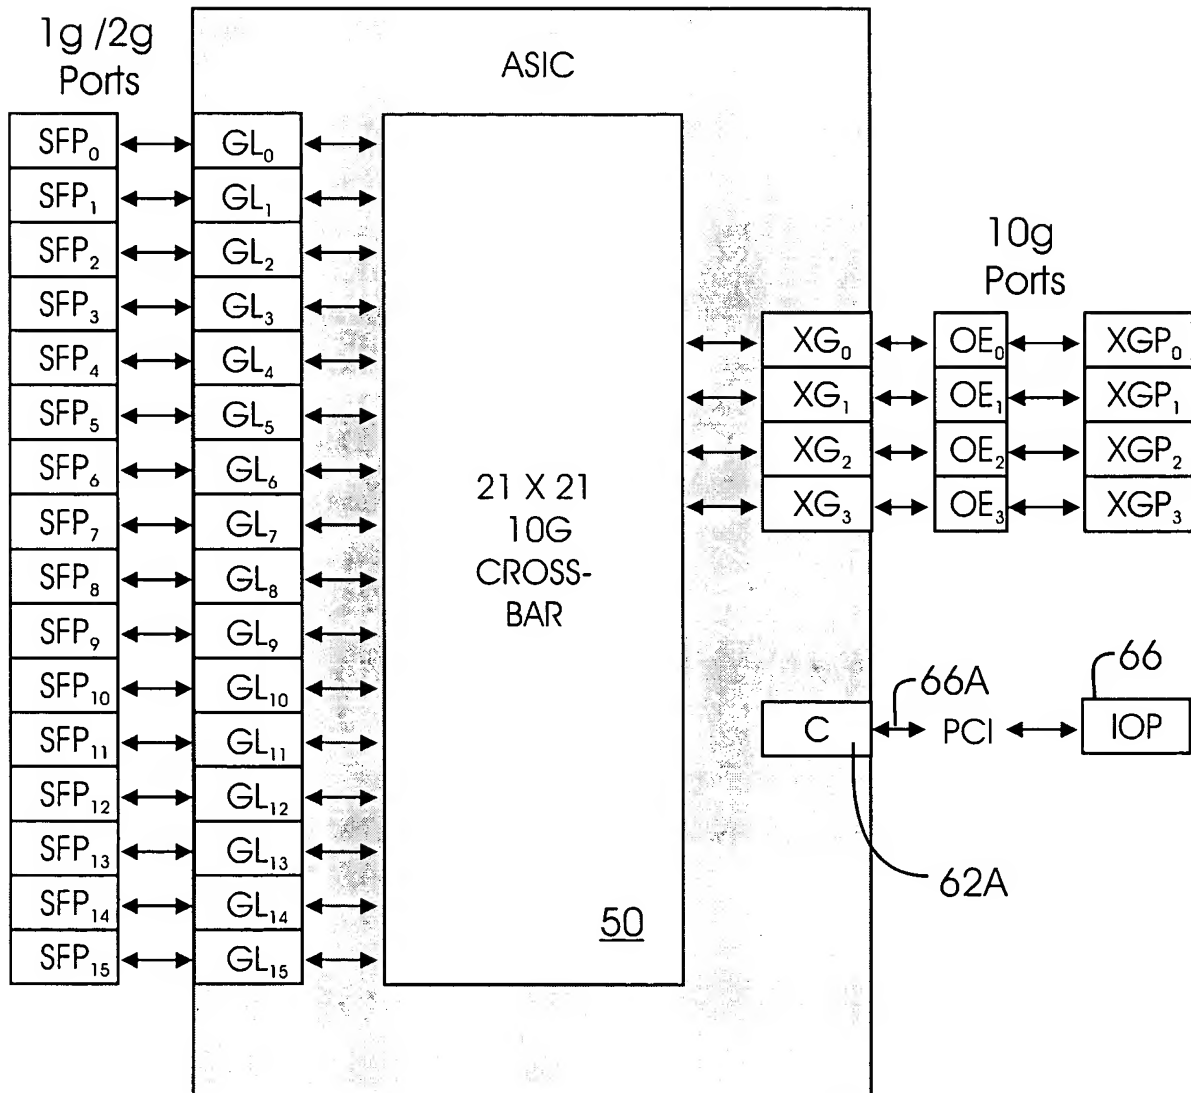 1g /2g
Ports
ASIC
10g
Ports
SFP₀ GL₀
SFP₁ GL₁
SFP₂ GL₂
SFP₃ GL₃
SFP₄ GL₄
SFP₅ GL₅
SFP₆ GL₆
SFP₇ GL₇
SFP₈ GL₈
SFP₉ GL₉
SFP₁₀ GL₁₀
SFP₁₁ GL₁₁
SFP₁₂ GL₁₂
SFP₁₃ GL₁₃
SFP₁₄ GL₁₄
SFP₁₅ GL₁₅
21 X 21
10G
CROSS-
BAR
50
XG₀ OE₀ XGP₀
XG₁ OE₁ XGP₁
XG₂ OE₂ XGP₂
XG₃ OE₃ XGP₃
66A
66
C PCI IOP
62A